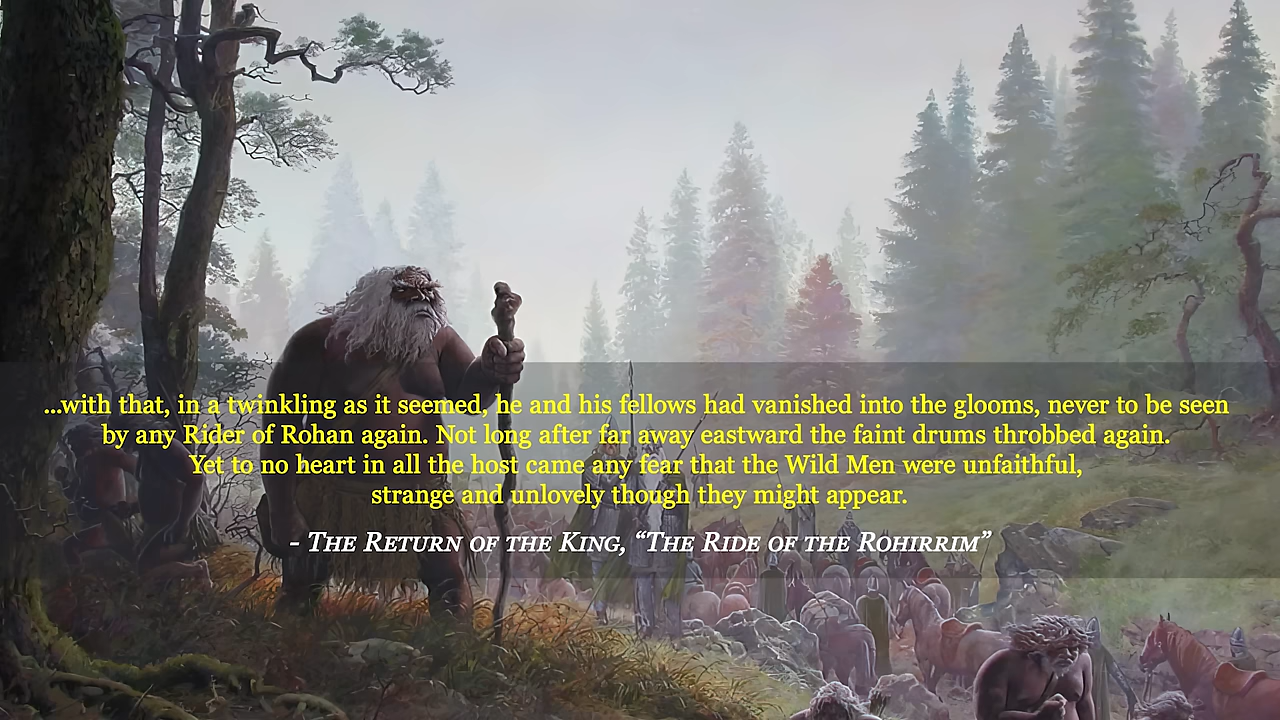 ...with that, in a twinkling as it seemed, he and his fellows had vanished into the glooms, never to be seen
by any Rider of Rohan again. Not long after far away eastward the faint drums throbbed again.
Yet to no heart in all the host came any fear that the Wild Men were unfaithful,
strange and unlovely though they might appear.
- The Return of the King, “The Ride of the Rohirrim”